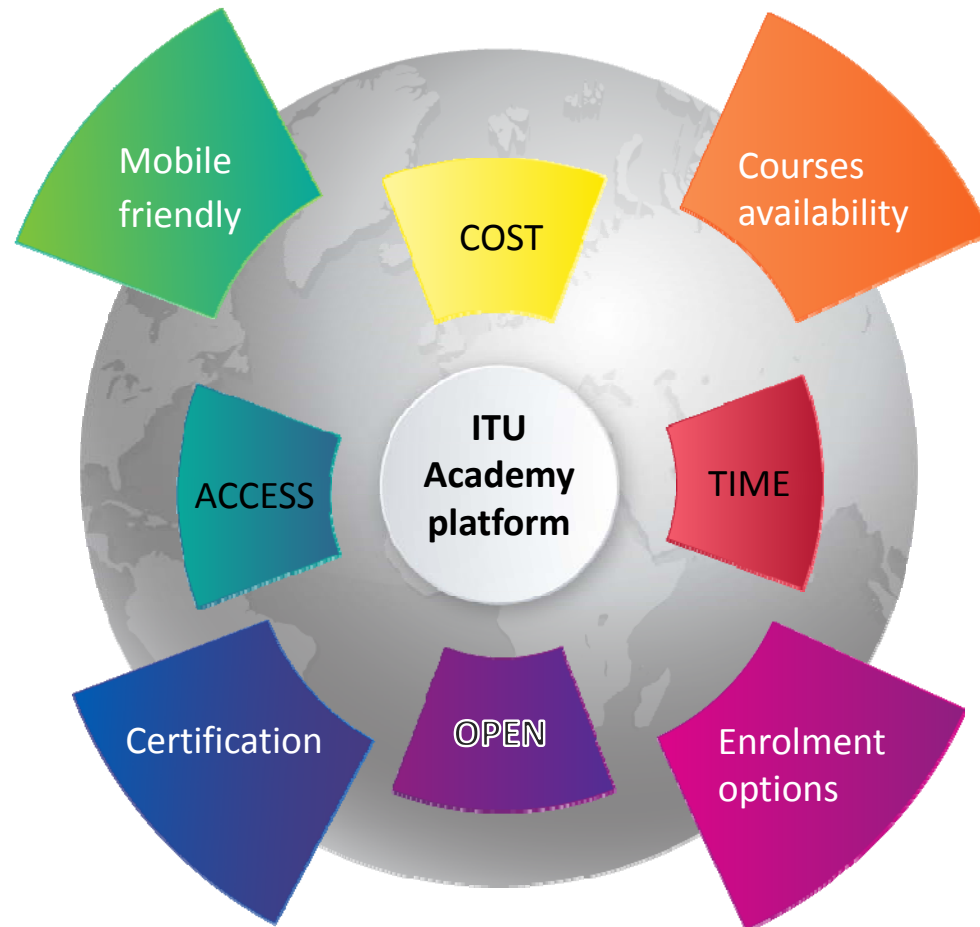 Mobile
friendly
Courses
availability
COST
ITU
Academy
platform
ACCESS
TIME
Certification
OPEN
Enrolment
options